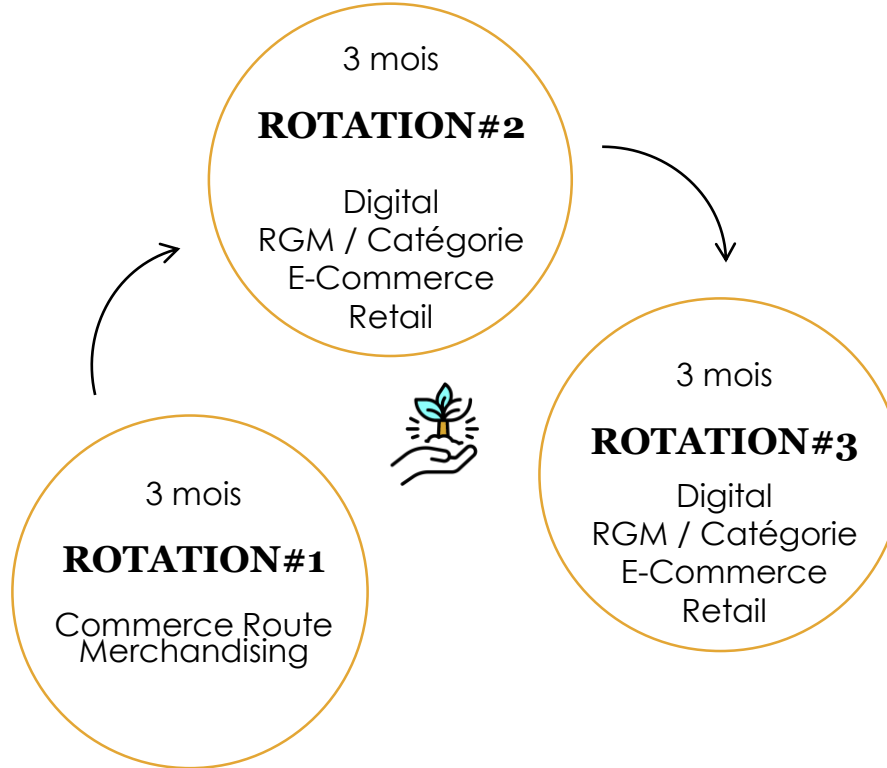 3 mois
ROTATION#1
Commerce Route
Merchandising
3 mois
ROTATION#2
Digital
RGM / Catégorie
E-Commerce
Retail
3 mois
ROTATION#3
Digital
RGM / Catégorie
E-Commerce
Retail